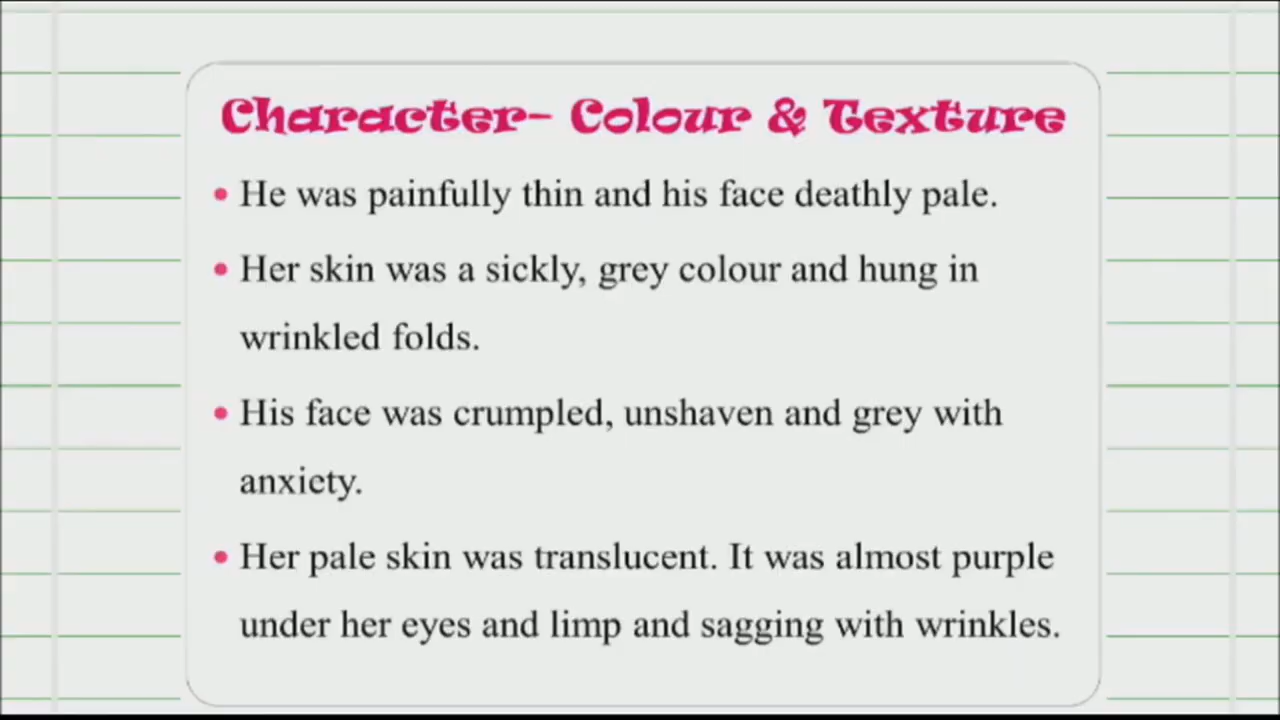 Character- Colour & Texture
• He was painfully thin and his face deathly pale.
• Her skin was a sickly, grey colour and hung in
wrinkled folds.
• His face was crumpled, unshaven and grey with
anxiety.
• Her pale skin was translucent. It was almost purple
under her eyes and limp and sagging with wrinkles.